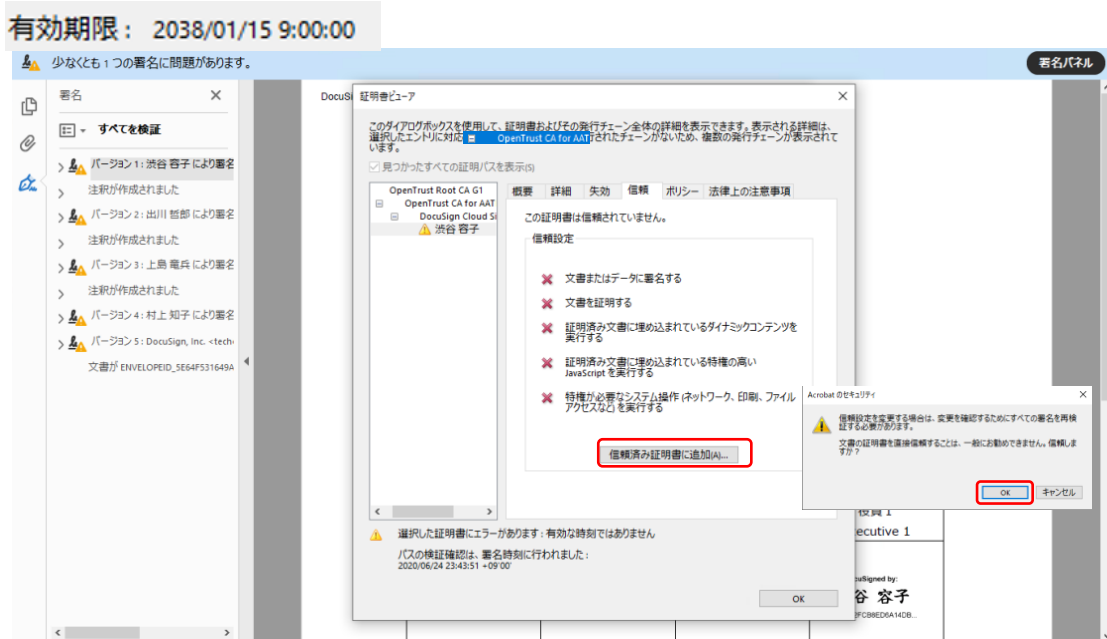 有効期限： 2038/01/15 9:00:00
少なくとも 1 つの署名に問題があります。
署名パネル
署名
すべてを検証
バージョン 1 : 渋谷 容子 により署名
注釈が作成されました
バージョン 2 : 出川 哲郎 により署名
注釈が作成されました
バージョン 3 : 上島 竜兵 により署名
注釈が作成されました
バージョン 4 : 村上 知子 により署名
バージョン 5 : DocuSign, Inc. <tech
文書が ENVELOPEID_5E64F531649A
DocuSi
証明書ビューア
このダイアログボックスを使用して、証明書およびその発行チェーン全体の詳細を表示できます。表示される詳細は、
選択したエントリに対応 OpenTrust CA for AAT 行されたチェーンがないため、複数の発行チェーンが表示されて
います。
見つかったすべての証明パスを表示(S)
OpenTrust Root CA G1
OpenTrust CA for AAT
DocuSign Cloud Si
渋谷 容子
概要 詳細 失効 信頼 ポリシー 法律上の注意事項
この証明書は信頼されていません。
信頼設定
文書またはデータに署名する
文書を証明する
証明済み文書に埋め込まれているダイナミックコンテンツを
実行する
証明済み文書に埋め込まれている特権の高い
JavaScript を実行する
特権が必要なシステム操作 (ネットワーク、印刷、ファイル
アクセスなど) を実行する
信頼済み証明書に追加(A)...
選択した証明書にエラーがあります : 有効な時刻ではありません
パスの検証確認は、署名時刻に行われました :
2020/06/24 23:43:51 +09'00'
OK
Acrobat のセキュリティ
信頼設定を変更する場合は、変更を確認するためにすべての署名を再検
証する必要があります。
文書の証明書を直接信頼することは、一般にお勧めできません。信頼しま
すか ?
OK キャンセル
役員 1
ecutive 1
cuSigned by:
谷 容子
FCB8ED6A14DB...